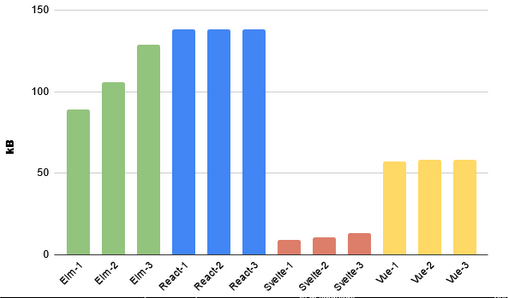 150
100
50
0
kB
Elm-1
Elm-2
Elm-3
React-1
React-2
React-3
Svelte-1
Svelte-2
Svelte-3
Vue-1
Vue-2
Vue-3